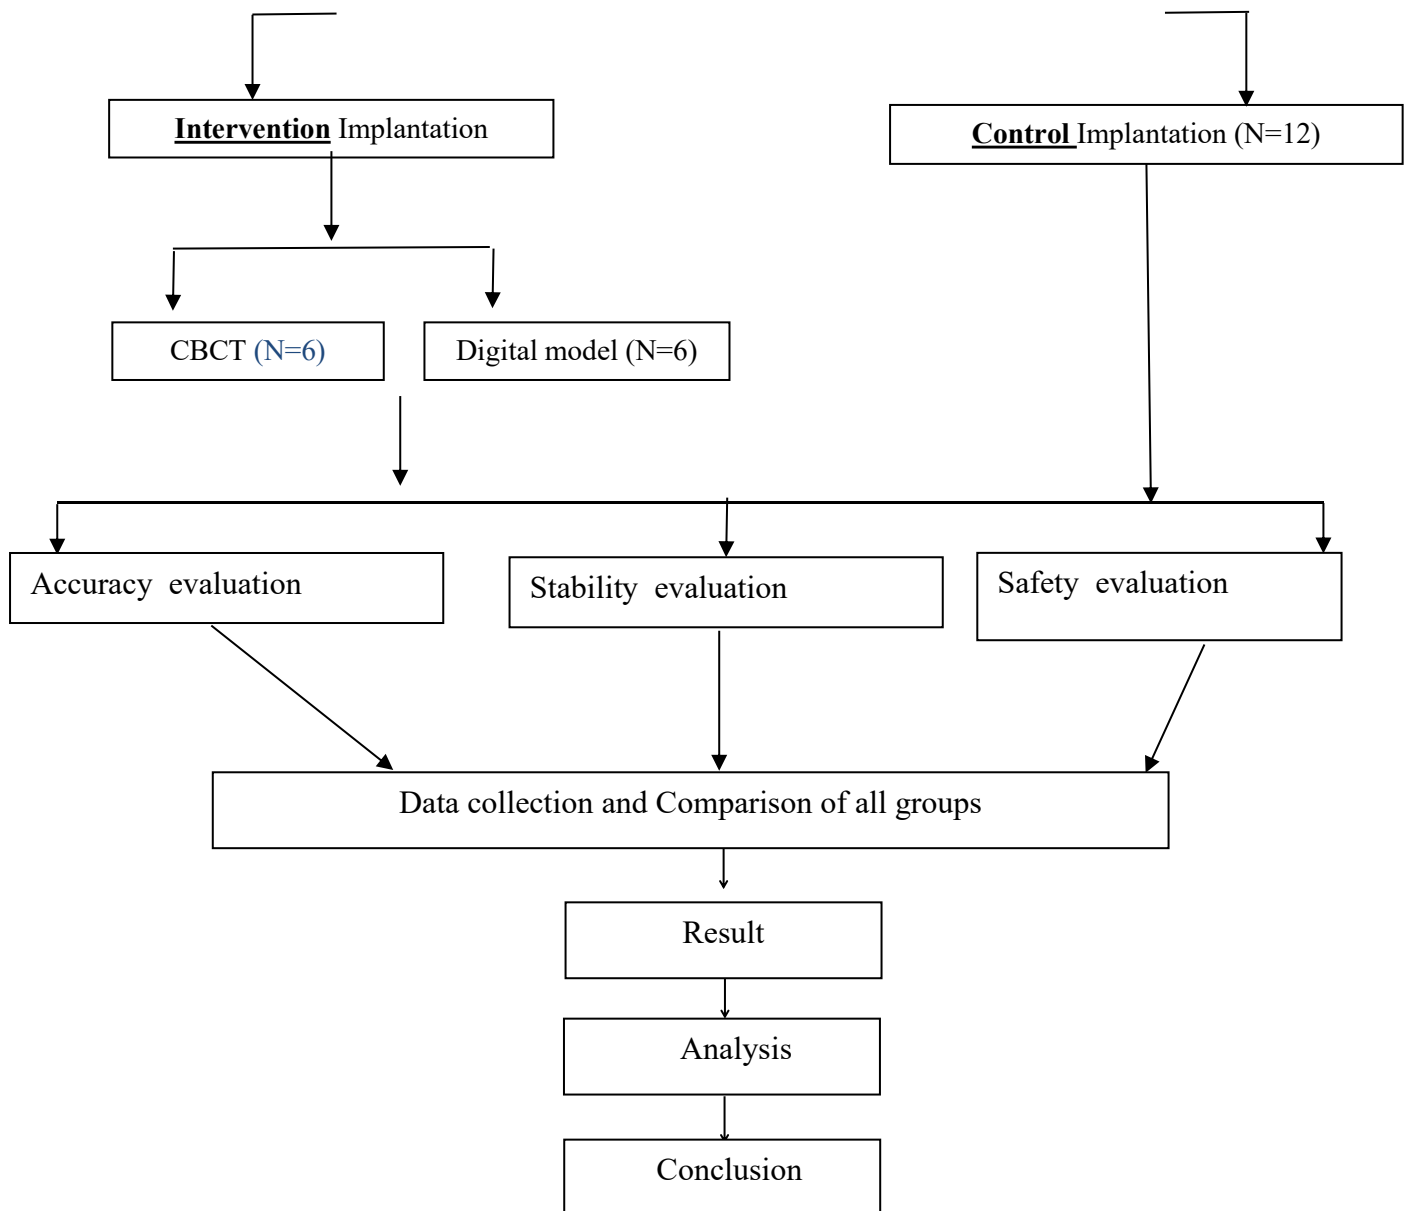 Intervention Implantation
Control Implantation (N=12)
CBCT (N=6)
Digital model (N=6)
Accuracy evaluation
Stability evaluation
Safety evaluation
Data collection and Comparison of all groups
Result
Analysis
Conclusion